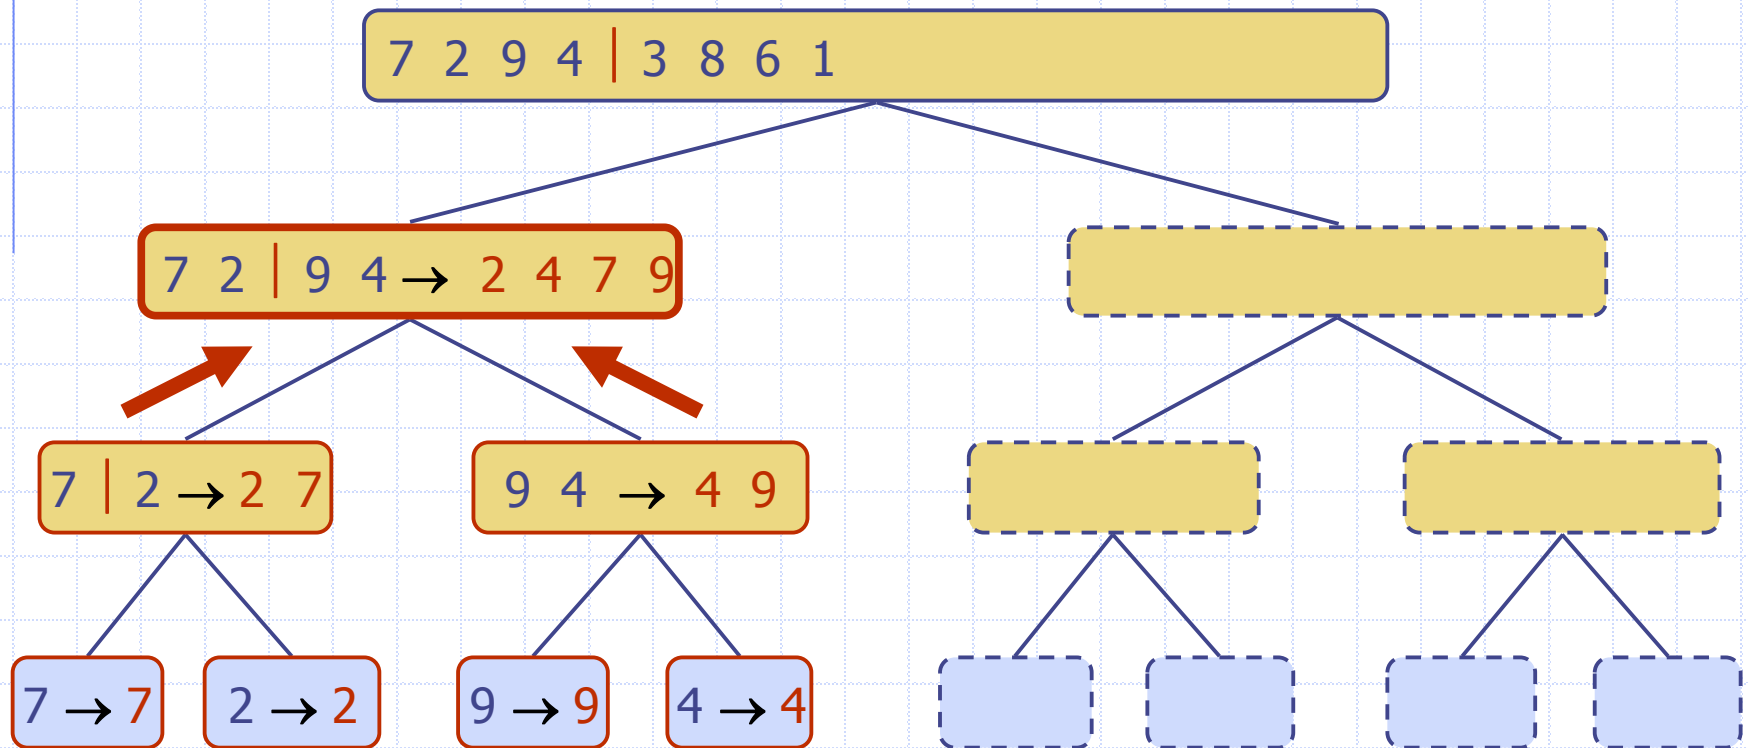 7 2 9 4 | 3 8 6 1
7 2 | 9 4 → 2 4 7 9
7 | 2 → 2 7
9 4 → 4 9
7 → 7
2 → 2
9 → 9
4 → 4